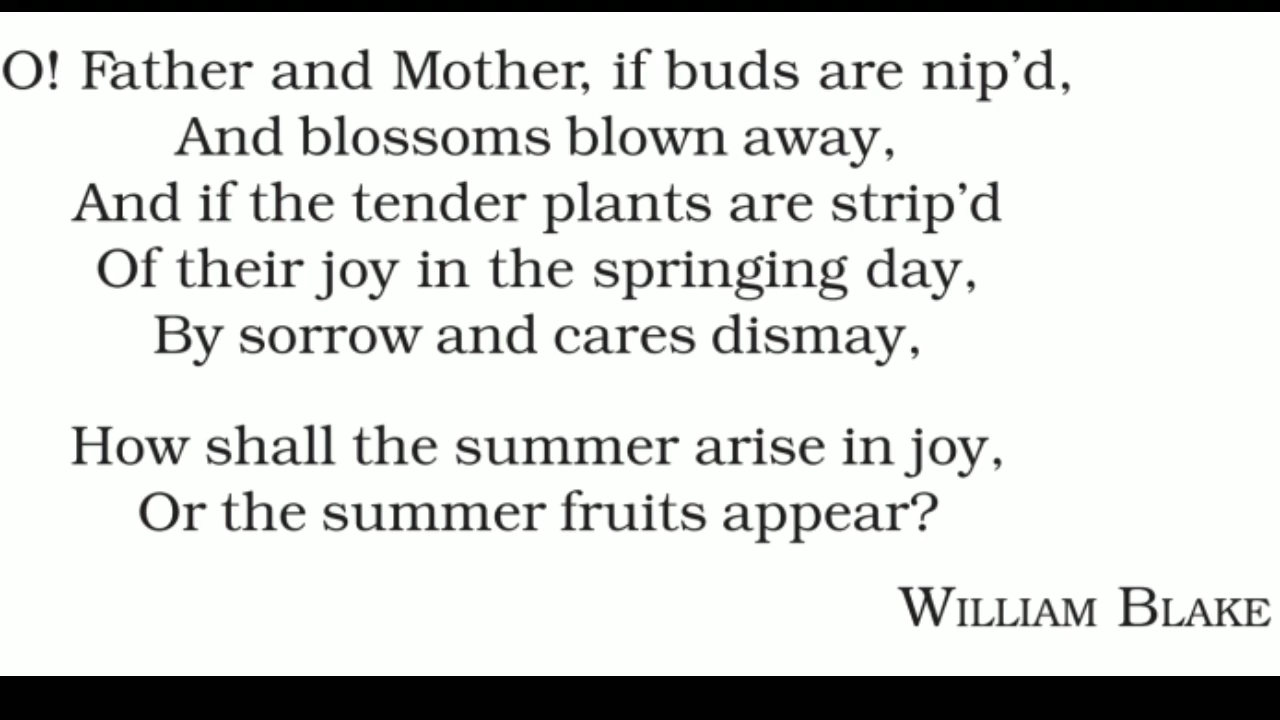 O! Father and Mother, if buds are nip’d,
And blossoms blown away,
And if the tender plants are strip’d
Of their joy in the springing day,
By sorrow and cares dismay,
How shall the summer arise in joy,
Or the summer fruits appear?
WILLIAM BLAKE